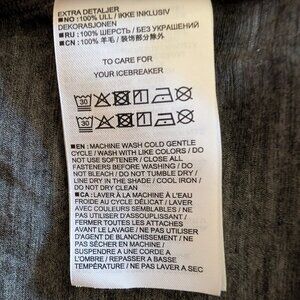 EXTRA DETALJER
■ NO : 100% ULL / IKKE INKLUSIV
DEKORASJONEN
■ RU : 100% ШЕРСТЬ / БЕЗ УКРАШЕНИЙ
■ CN : 100% 羊毛 / 装饰部分除外
TO CARE FOR
YOUR ICEBREAKER
30
30
■ EN : MACHINE WASH COLD GENTLE
CYCLE / WASH WITH LIKE COLORS / DO
NOT USE SOFTENER / CLOSE ALL
FASTENERS BEFORE WASHING / DO
NOT BLEACH / DO NOT TUMBLE DRY /
LINE DRY IN THE SHADE / COOL IRON /
DO NOT DRY CLEAN
■ CA : LAVER À LA MACHINE À L'EAU
FROIDE AU CYCLE DÉLICAT / LAVER AVEC
COULEURS SEMBLABLES / NE
PAS UTILISER D'ASSOUPLISSANT /
FERMER TOUTES LES ATTACHES
AVANT LE LAVAGE / NE PAS UTILISER
D'AGENT DE BLANCHISSEMENT / NE
PAS SÉCHER EN MACHINE /
SUSPENDRE A UNE CORDE A
L'OMBRE / REPASSER A BASSE
TEMPÉRATURE / NE PAS LAVER A SEC